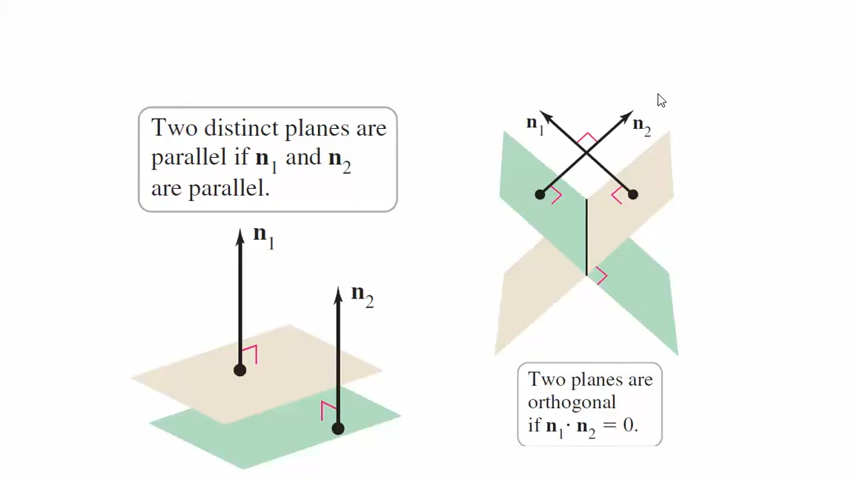 Two distinct planes are
parallel if n₁ and n₂
are parallel.
n₁
n₂
n₁
n₂
Two planes are
orthogonal
if n₁ · n₂ = 0.